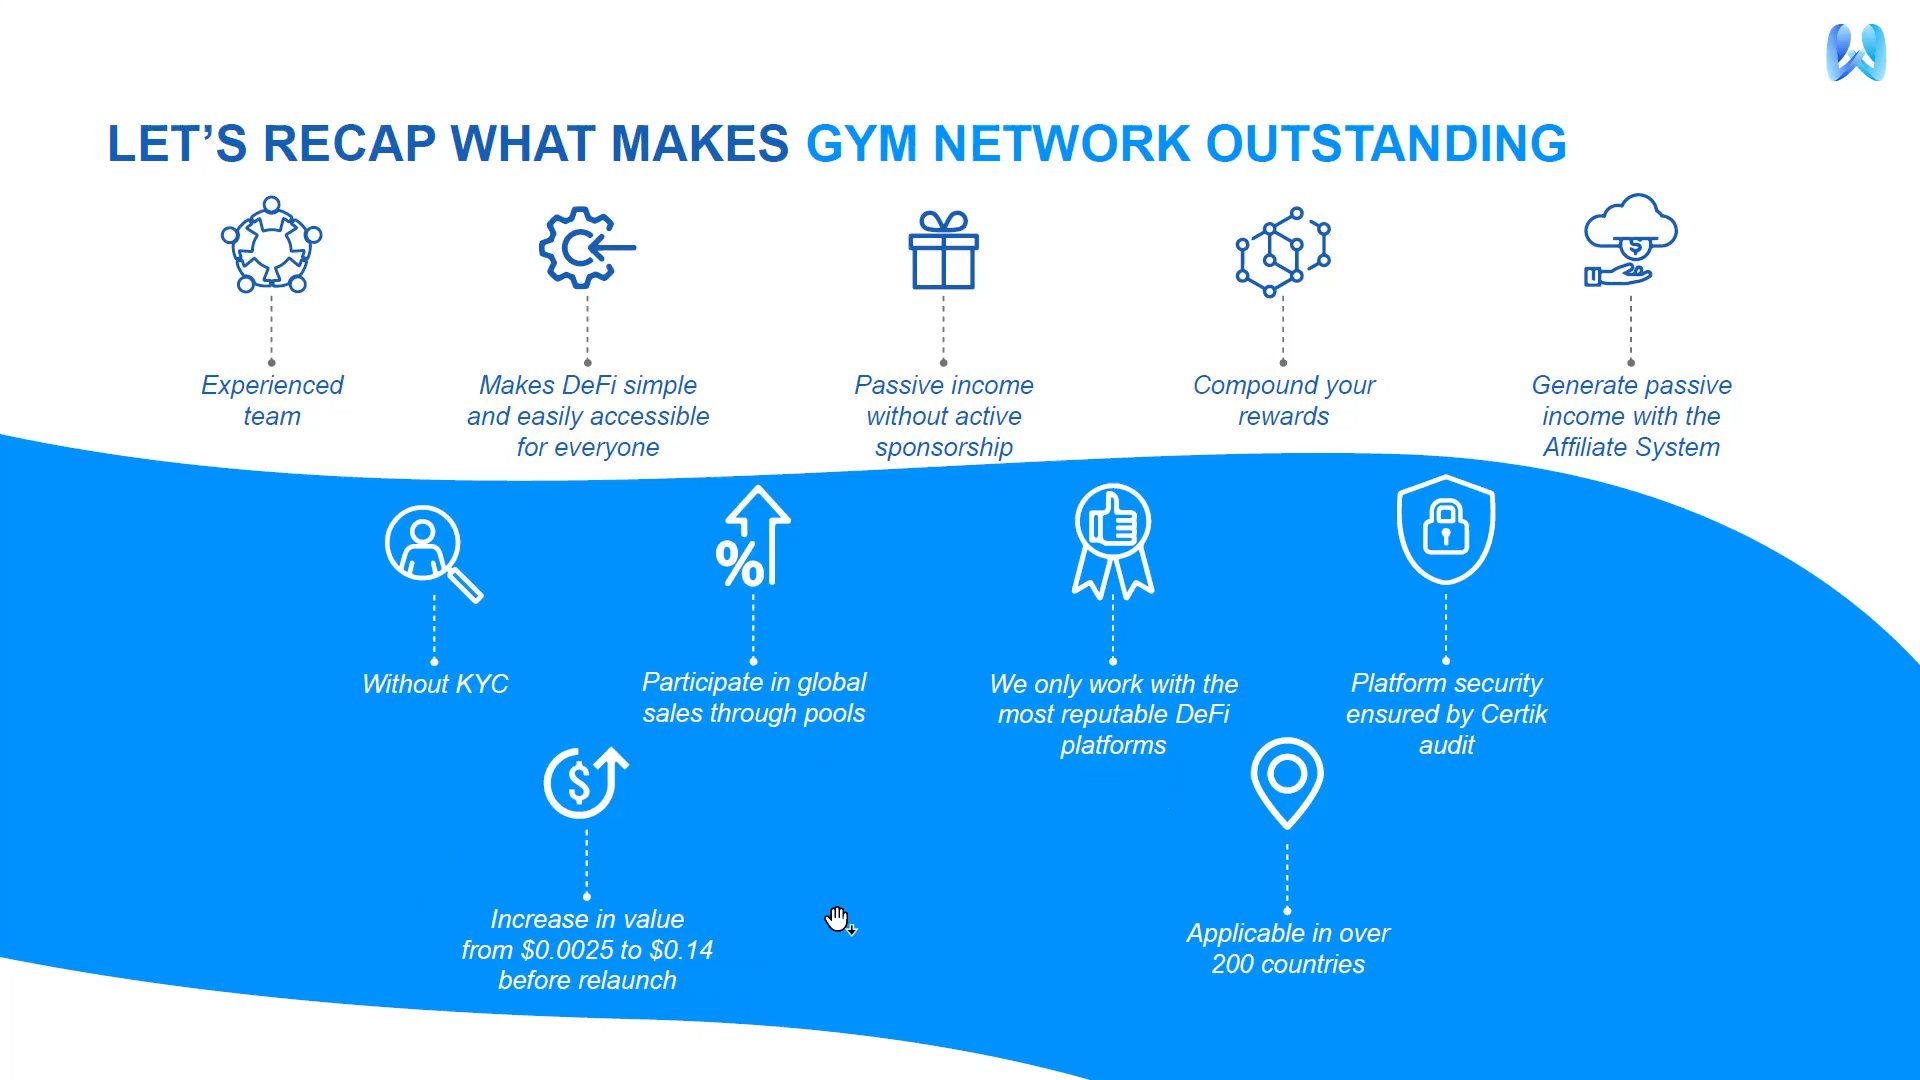 LET’S RECAP WHAT MAKES GYM NETWORK OUTSTANDING
Experienced
team
Makes DeFi simple
and easily accessible
for everyone
Passive income
without active
sponsorship
Compound your
rewards
Generate passive
income with the
Affiliate System
Without KYC
Participate in global
sales through pools
We only work with the
most reputable DeFi
platforms
Platform security
ensured by Certik
audit
Increase in value
from $0.0025 to $0.14
before relaunch
Applicable in over
200 countries